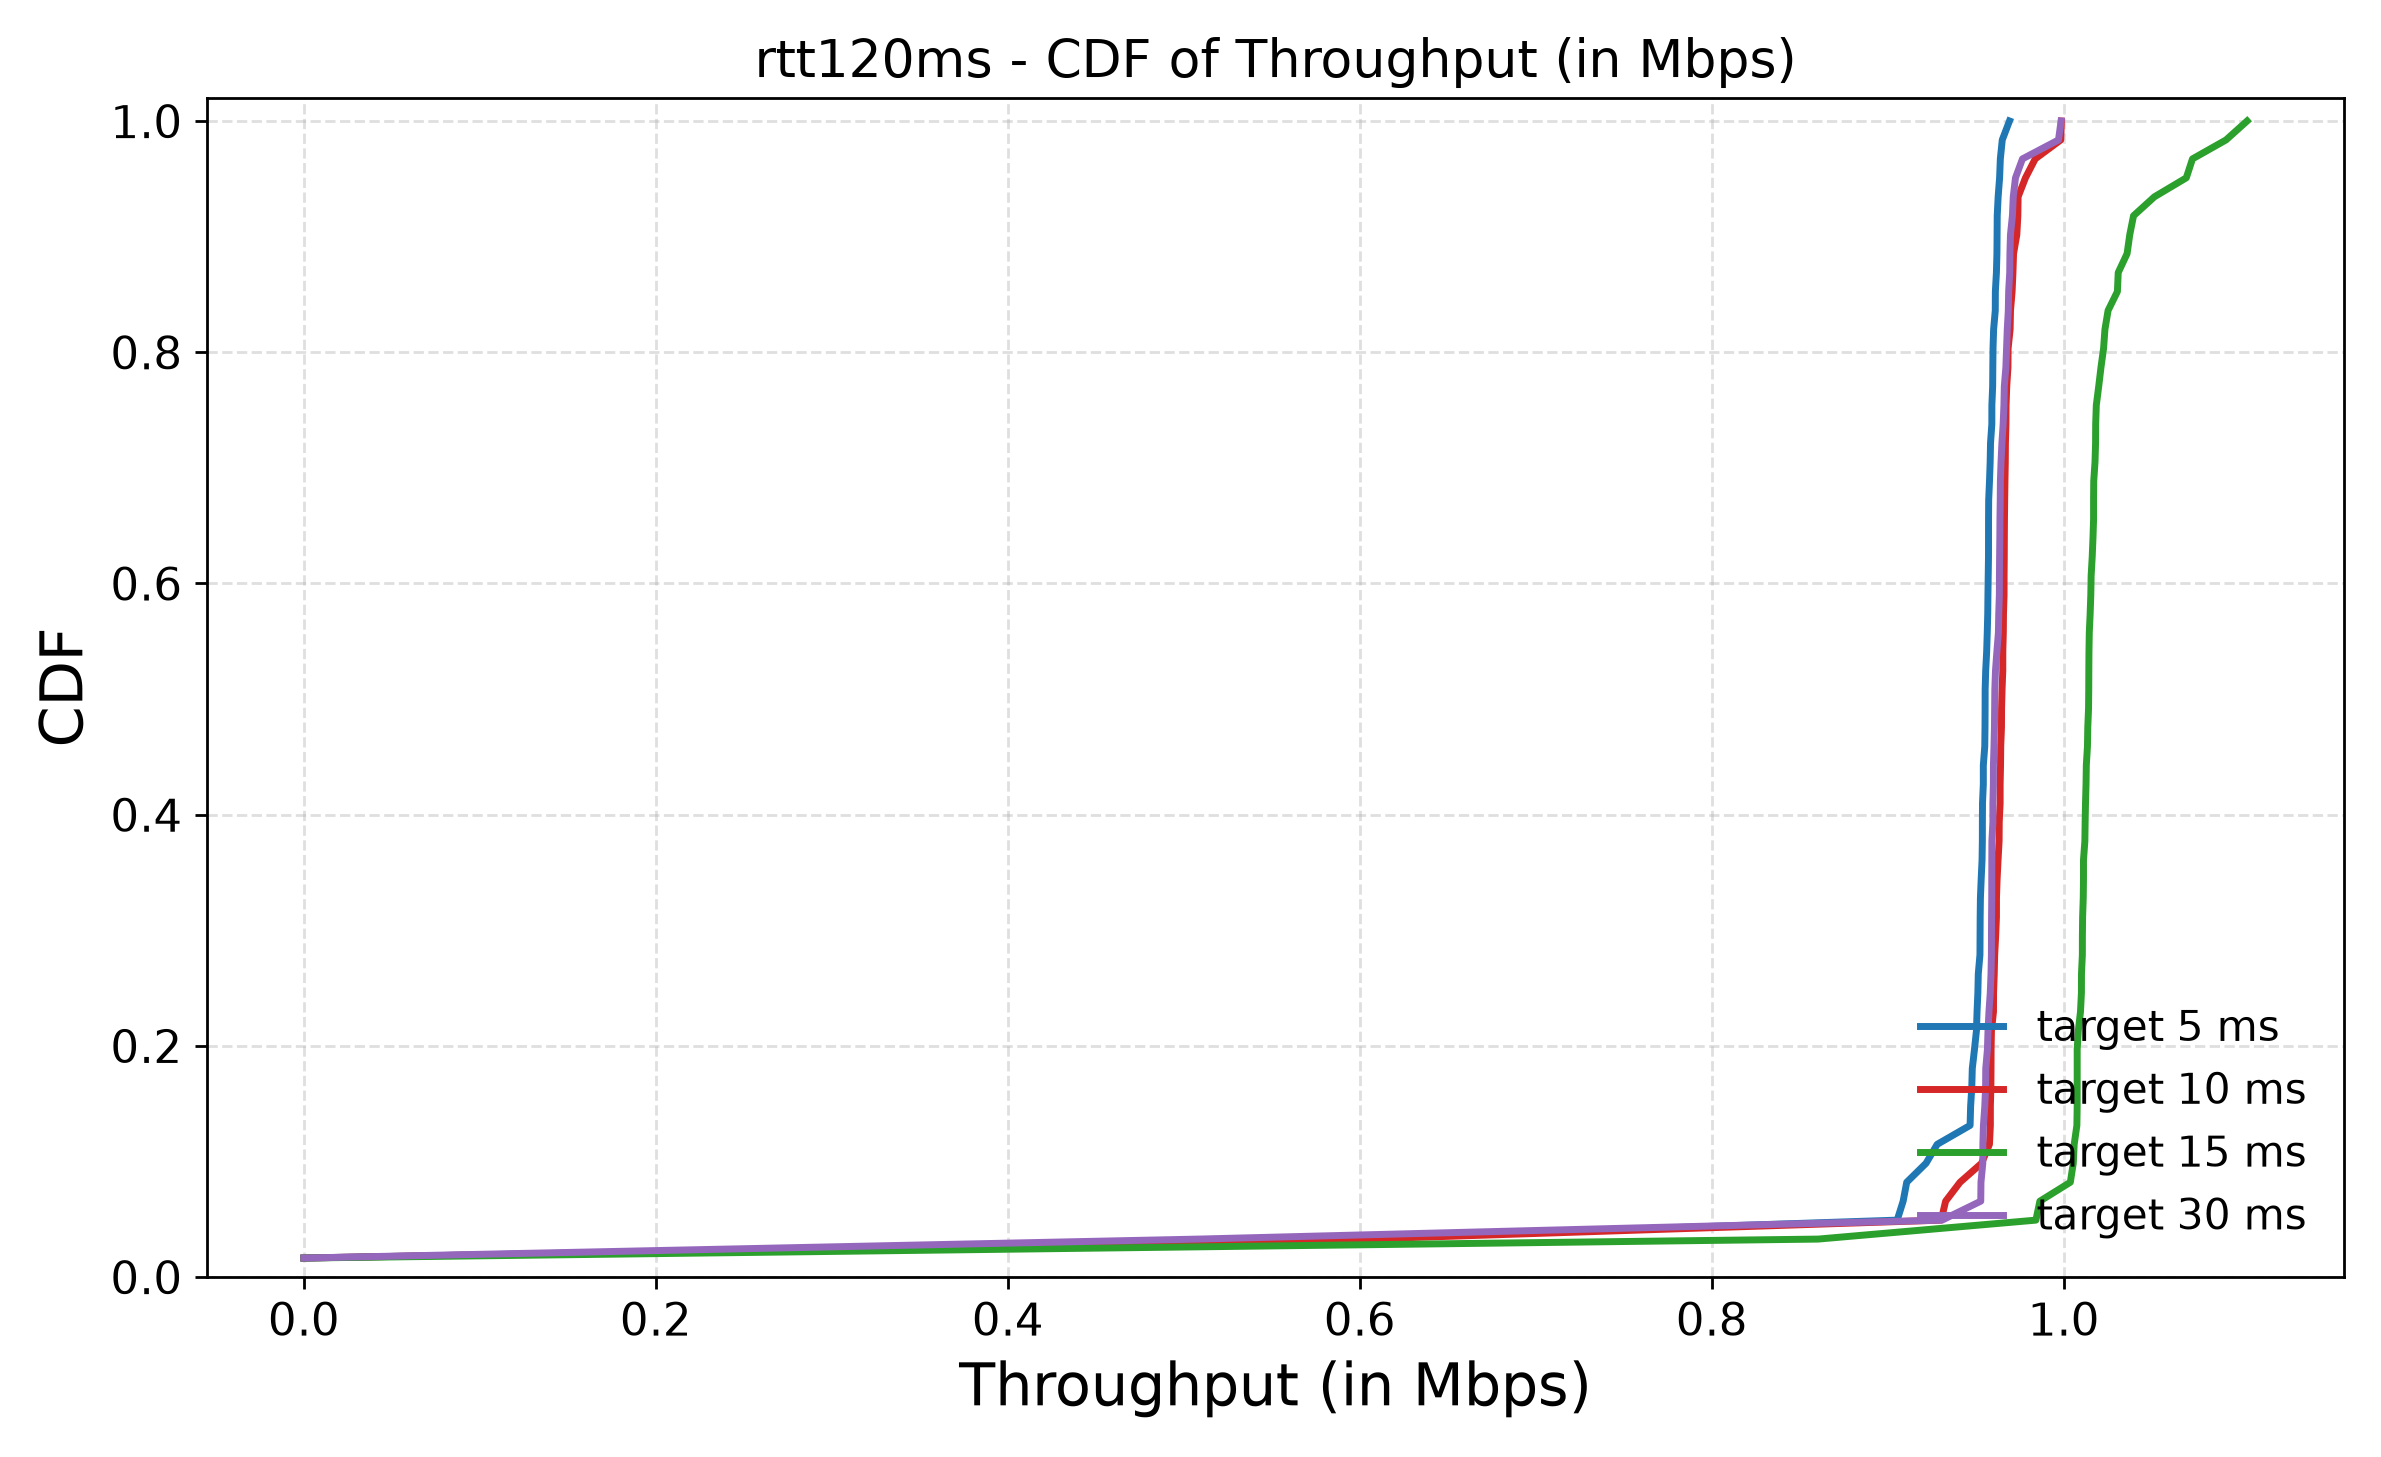 rtt120ms - CDF of Throughput (in Mbps)
1.0
0.8
0.6
0.4
0.2
0.0
CDF
target 5 ms
target 10 ms
target 15 ms
target 30 ms
0.0 0.2 0.4 0.6 0.8 1.0
Throughput (in Mbps)